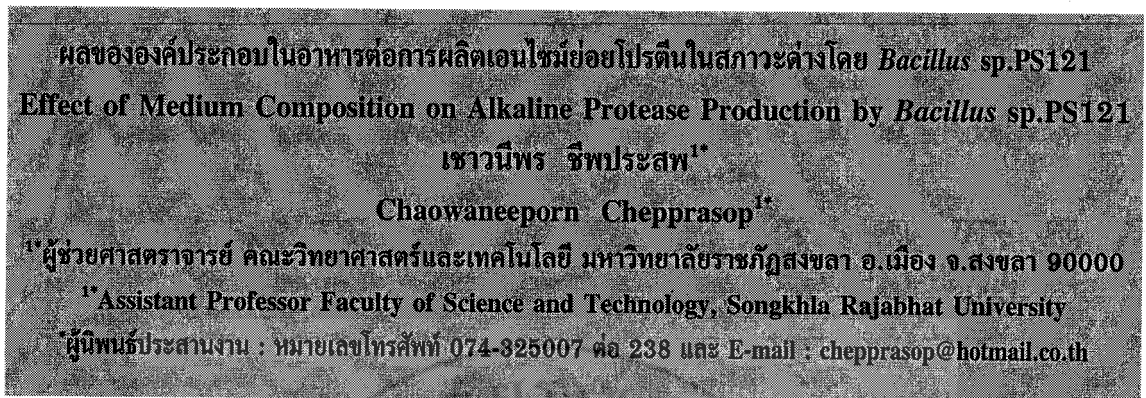 ผลขององค์ประกอบในอาหารต่อการผลิตเอนไซม์ย่อยโปรตีนในสภาวะด่างโดย Bacillus sp.PS121
Effect of Medium Composition on Alkaline Protease Production by Bacillus sp.PS121
เชาวนีพร ชีพประสพ1*
Chaowaneeporn Chepprasop1*
1*ผู้ช่วยศาสตราจารย์ คณะวิทยาศาสตร์และเทคโนโลยี มหาวิทยาลัยราชภัฏสงขลา อ.เมือง จ.สงขลา 90000
1*Assistant Professor Faculty of Science and Technology, Songkhla Rajabhat University
*ผู้นิพนธ์ประสานงาน : หมายเลขโทรศัพท์ 074-325007 ต่อ 238 และ E-mail : chepprasop@hotmail.co.th